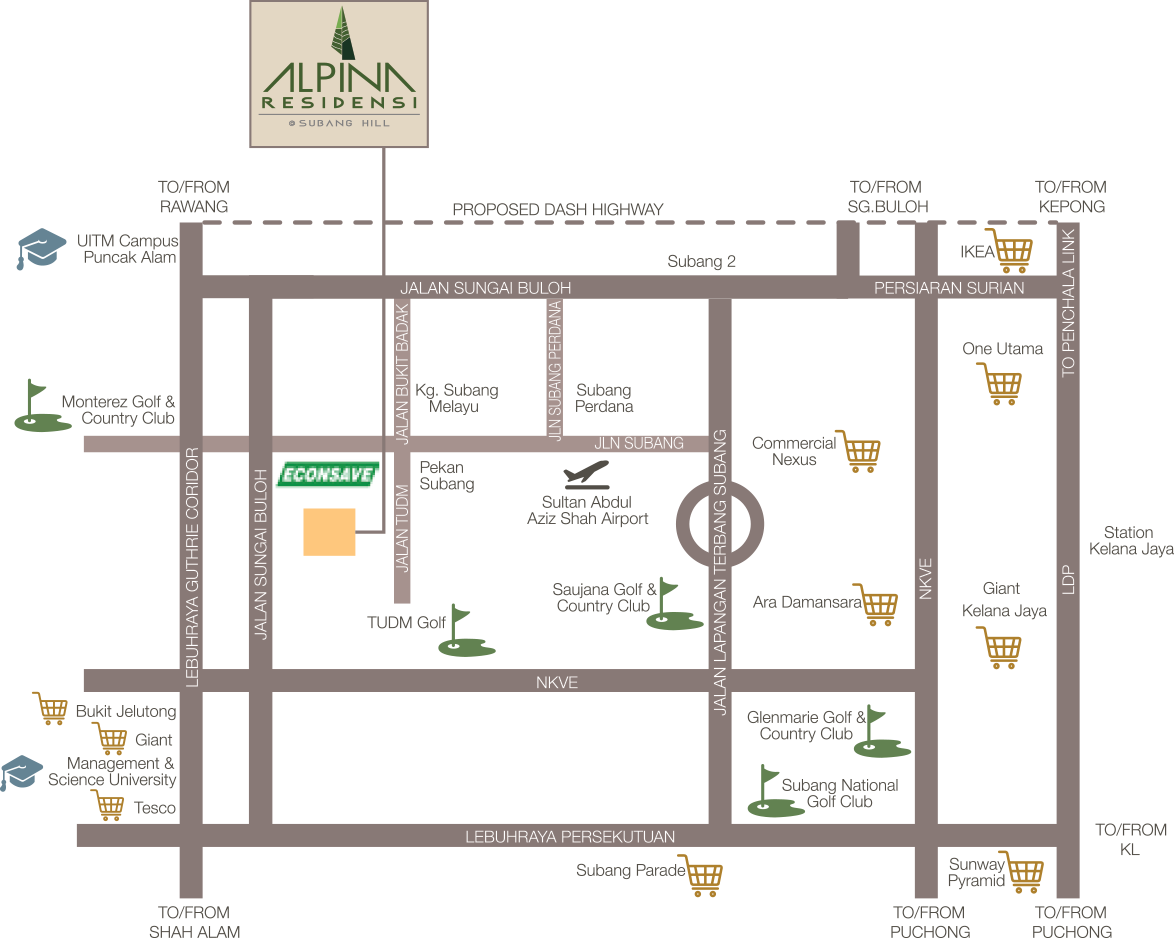 ALPINA
RESIDENSI
@ SUBANG HILL
TO/FROM
RAWANG
PROPOSED DASH HIGHWAY
TO/FROM
SG.BULOH
TO/FROM
KEPONG
UITM Campus
Puncak Alam
Subang 2
IKEA
TO PENCHALA LINK
JALAN SUNGAI BULOH
PERSIARAN SURIAN
JALAN BUKIT BADAK
JLN SUBANG PERDANA
One Utama
Kg. Subang
Melayu
Subang
Perdana
Monterez Golf &
Country Club
JLN SUBANG
Commercial
Nexus
LEBUHRAYA GUTHRIE CORIDOR
JALAN SUNGAI BULOH
ECONSAVE
Pekan
Subang
JALAN TUDM
Sultan Abdul
Aziz Shah Airport
JALAN LAPANGAN TERBANG SUBANG
Station
Kelana Jaya
NKVE
LDP
Saujana Golf &
Country Club
Ara Damansara
Giant
Kelana Jaya
TUDM Golf
NKVE
Bukit Jelutong
Giant
Management &
Science University
Tesco
Glenmarie Golf &
Country Club
Subang National
Golf Club
LEBUHRAYA PERSEKUTUAN
TO/FROM
KL
Subang Parade
Sunway
Pyramid
TO/FROM
SHAH ALAM
TO/FROM
PUCHONG
TO/FROM
PUCHONG